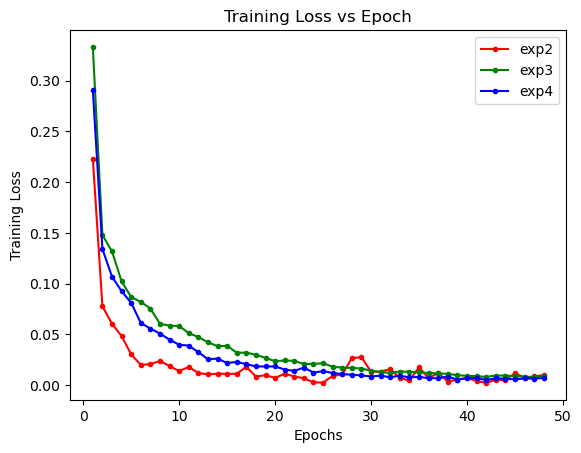 Training Loss vs Epoch
exp2
exp3
exp4
0.30
0.25
0.20
0.15
0.10
0.05
0.00
Training Loss
0 10 20 30 40 50
Epochs